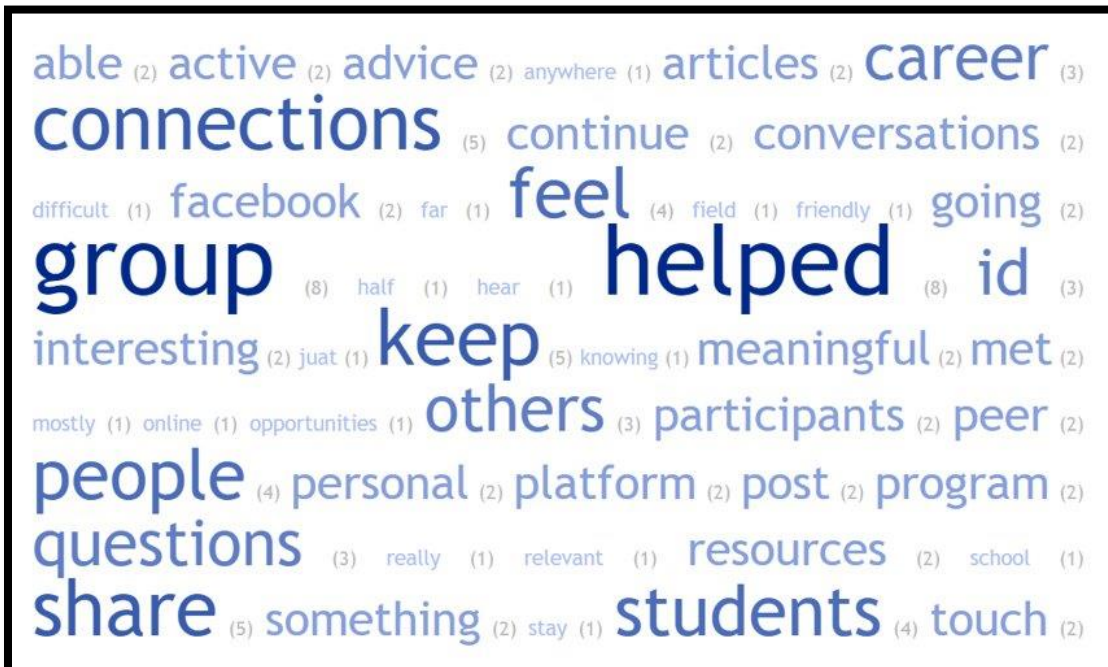 able (2) active (2) advice (2) anywhere (1) articles (2) career (3)
connections (5) continue (2) conversations (2)
difficult (1) facebook (2) far (1) feel (4) field (1) friendly (1) going (2)
group (8) half (1) hear (1) helped (8) id (3)
interesting (2) juat (1) keep (5) knowing (1) meaningful (2) met (2)
mostly (1) online (1) opportunities (1) others (3) participants (2) peer (2)
people (4) personal (2) platform (2) post (2) program (2)
questions (3) really (1) relevant (1) resources (2) school (1)
share (5) something (2) stay (1) students (4) touch (2)